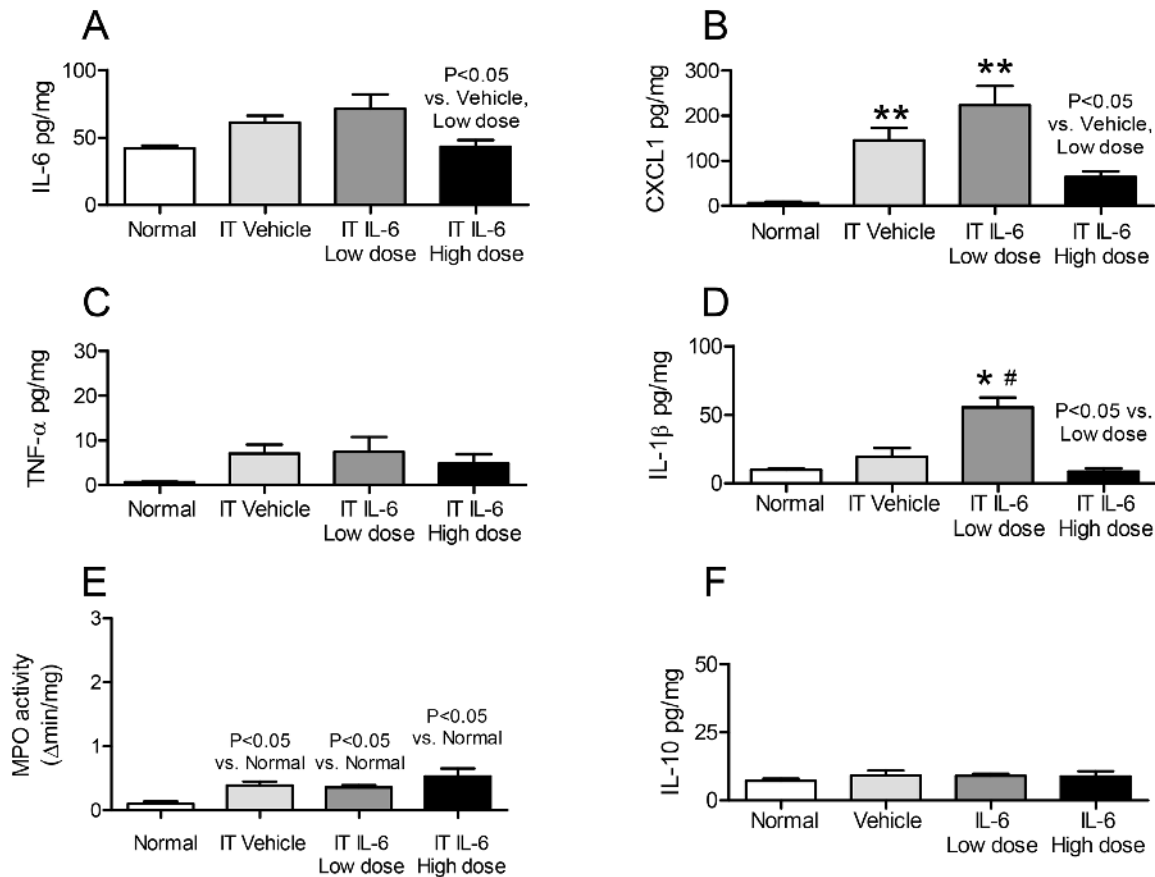 A
IL-6 pg/mg
100
50
0
P<0.05
vs. Vehicle,
Low dose
Normal
IT Vehicle
IT IL-6
Low dose
IT IL-6
High dose
B
CXCL1 pg/mg
300
200
100
0
**
**
P<0.05
vs. Vehicle,
Low dose
Normal
IT Vehicle
IT IL-6
Low dose
IT IL-6
High dose
C
TNF-α pg/mg
30
20
10
0
Normal
IT Vehicle
IT IL-6
Low dose
IT IL-6
High dose
D
IL-1β pg/mg
100
50
0
* #
P<0.05 vs.
Low dose
Normal
IT Vehicle
IT IL-6
Low dose
IT IL-6
High dose
E
MPO activity
(Δmin/mg)
3
2
1
0
P<0.05
vs. Normal
P<0.05
vs. Normal
P<0.05
vs. Normal
Normal
IT Vehicle
IT IL-6
Low dose
IT IL-6
High dose
F
IL-10 pg/mg
50
25
0
Normal
Vehicle
IL-6
Low dose
IL-6
High dose